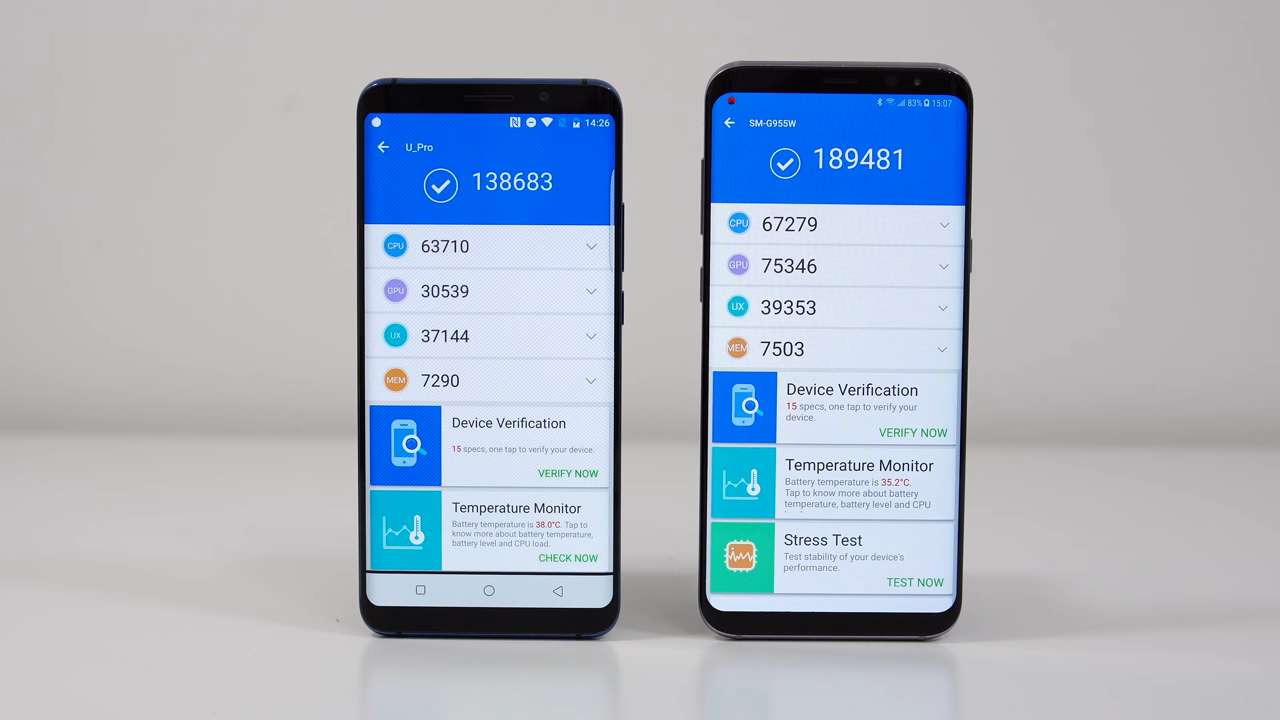 14:26
U_Pro
138683
CPU 63710
GPU 30539
UX 37144
MEM 7290
Device Verification
15 specs, one tap to verify your device.
VERIFY NOW
Temperature Monitor
Battery temperature is 38.0°C. Tap to
know more about battery temperature,
battery level and CPU load.
CHECK NOW
83% 15:07
SM-G955W
189481
CPU 67279
GPU 75346
UX 39353
MEM 7503
Device Verification
15 specs, one tap to verify your
device.
VERIFY NOW
Temperature Monitor
Battery temperature is 35.2°C.
Tap to know more about battery
temperature, battery level and CPU
Stress Test
Test stability of your device's
performance.
TEST NOW